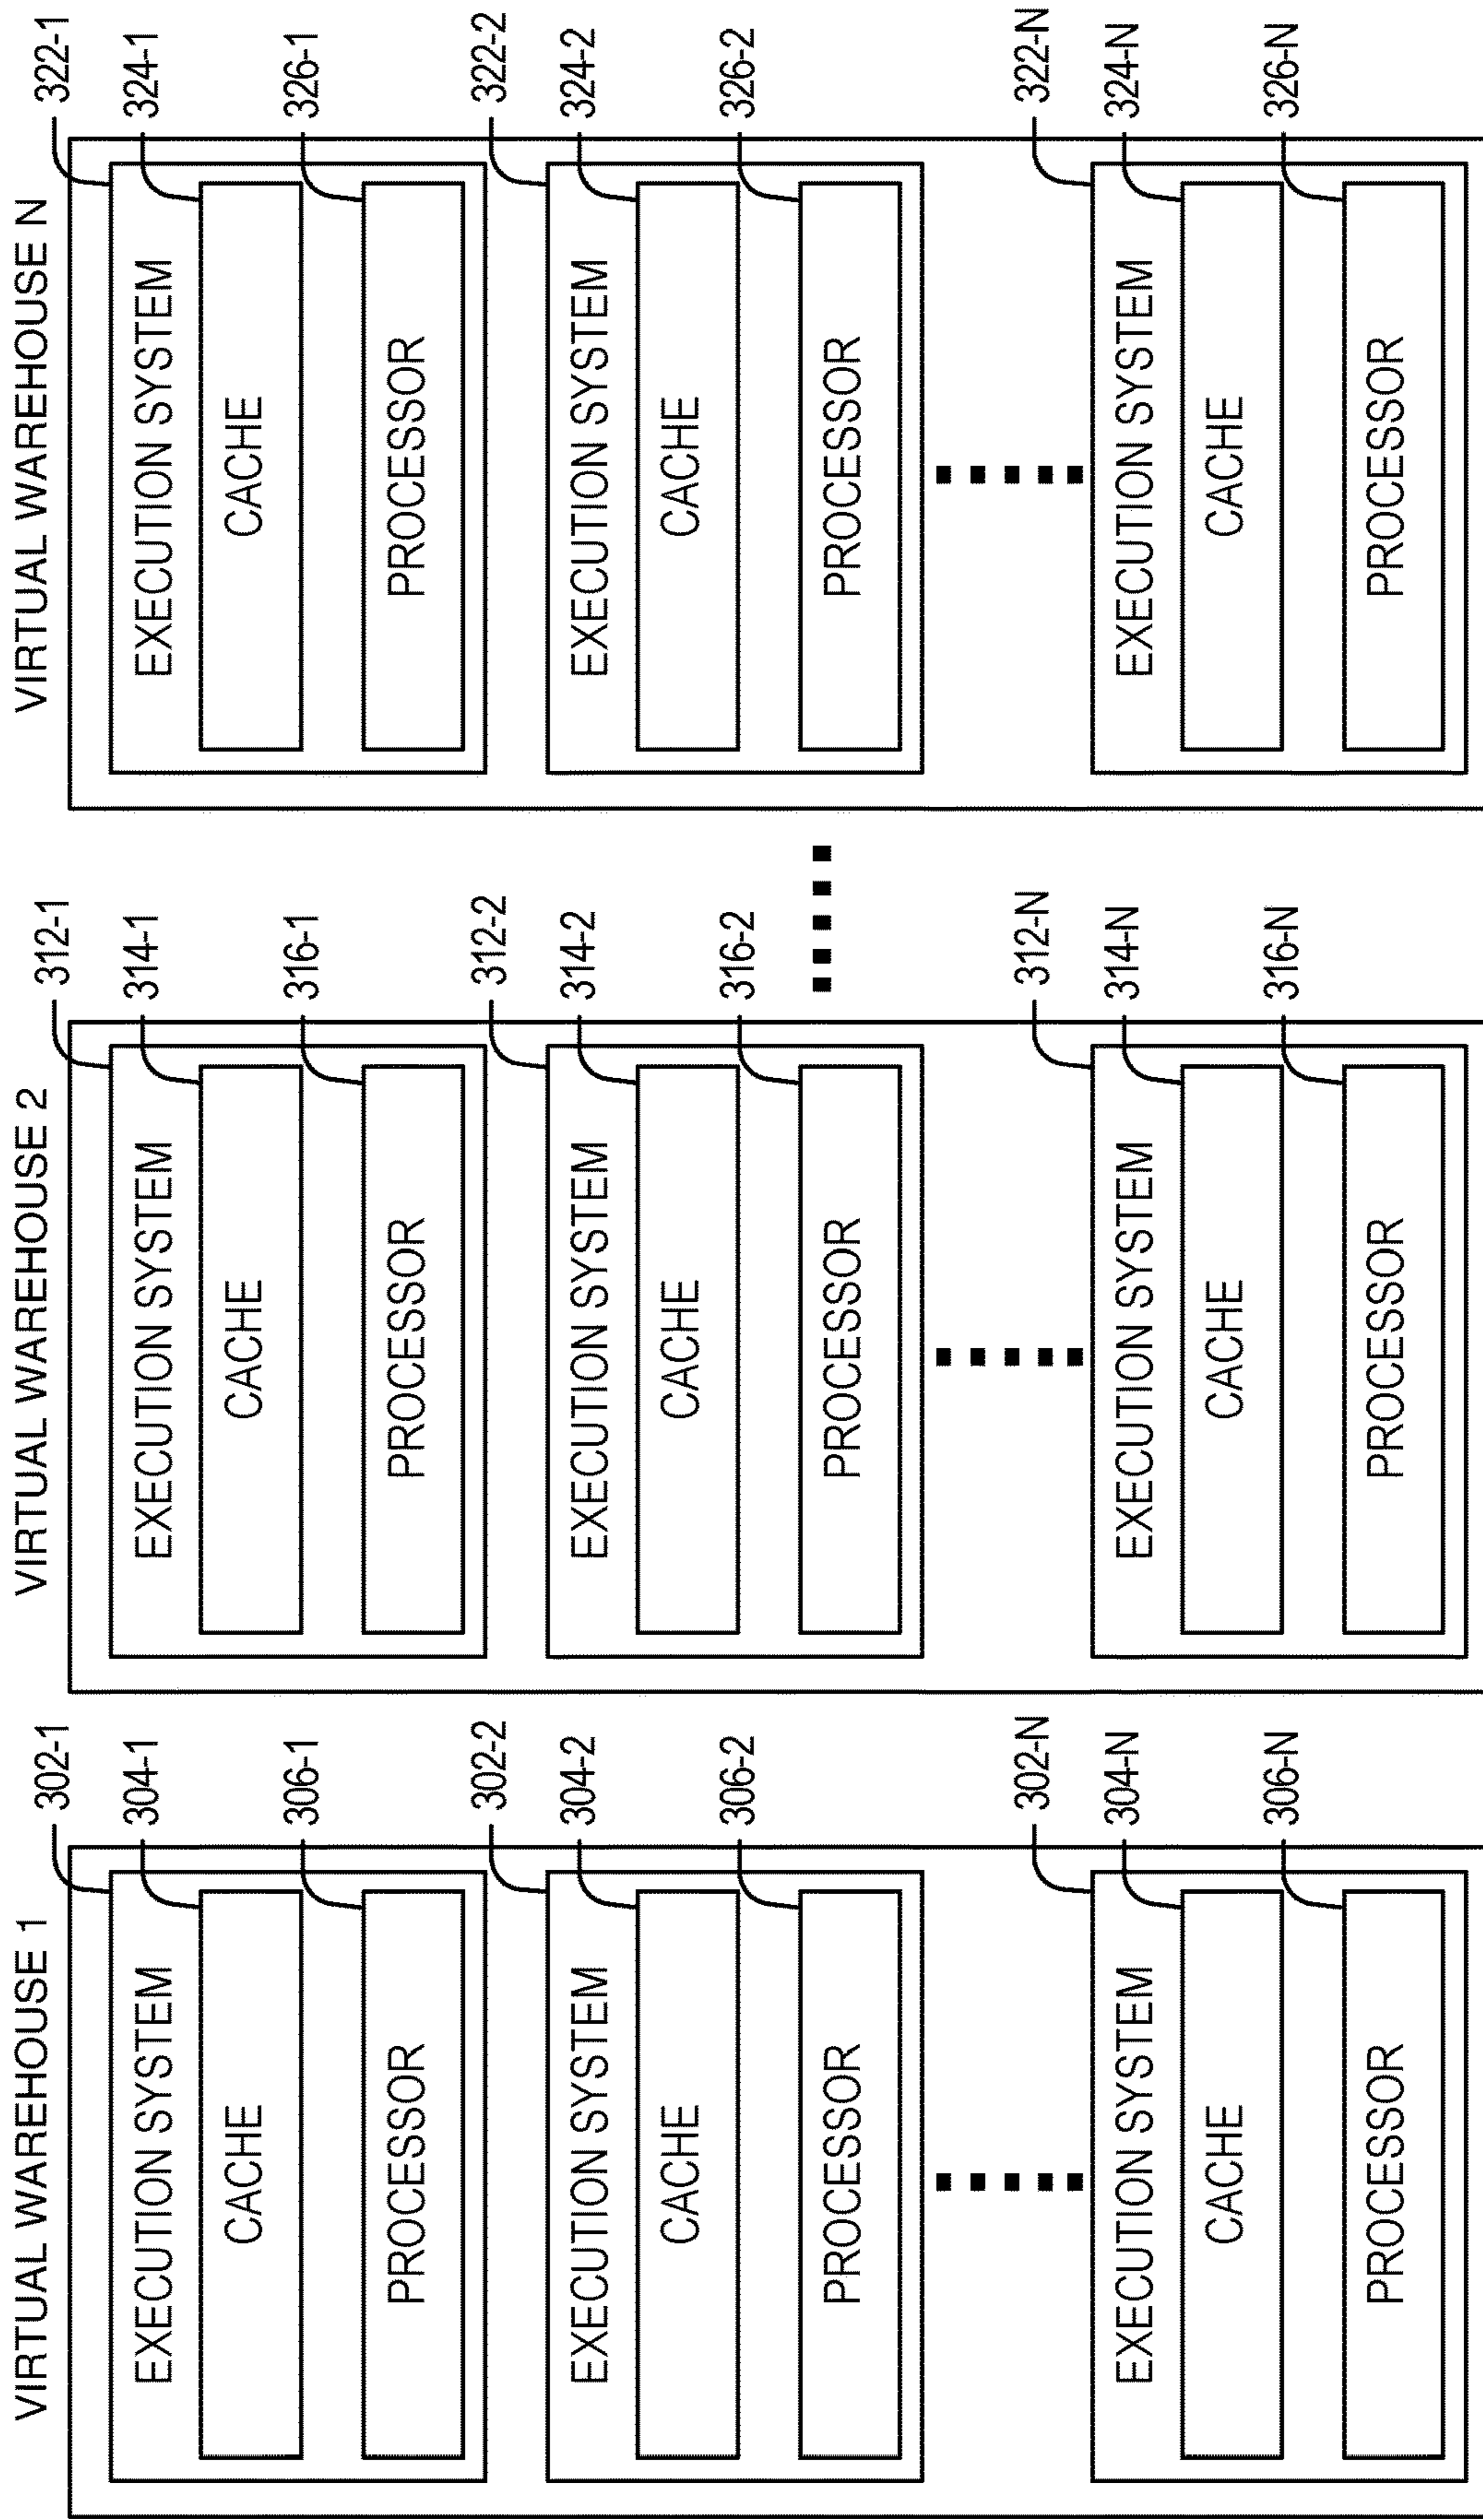 VIRTUAL WAREHOUSE 1
302-1
EXECUTION SYSTEM
304-1
CACHE
306-1
PROCESSOR
302-2
EXECUTION SYSTEM
304-2
CACHE
306-2
PROCESSOR
302-N
EXECUTION SYSTEM
304-N
CACHE
306-N
PROCESSOR
VIRTUAL WAREHOUSE 2
312-1
EXECUTION SYSTEM
314-1
CACHE
316-1
PROCESSOR
312-2
EXECUTION SYSTEM
314-2
CACHE
316-2
PROCESSOR
312-N
EXECUTION SYSTEM
314-N
CACHE
316-N
PROCESSOR
VIRTUAL WAREHOUSE N
322-1
EXECUTION SYSTEM
324-1
CACHE
326-1
PROCESSOR
322-2
EXECUTION SYSTEM
324-2
CACHE
326-2
PROCESSOR
322-N
EXECUTION SYSTEM
324-N
CACHE
326-N
PROCESSOR